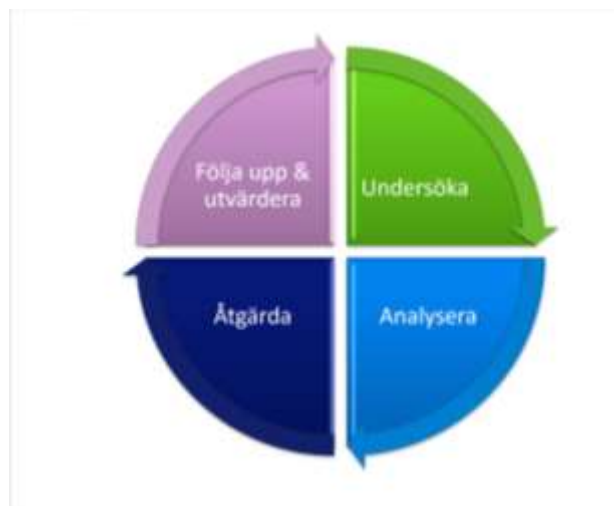 Följa upp &
utvärdera
Undersöka
Åtgärda
Analysera